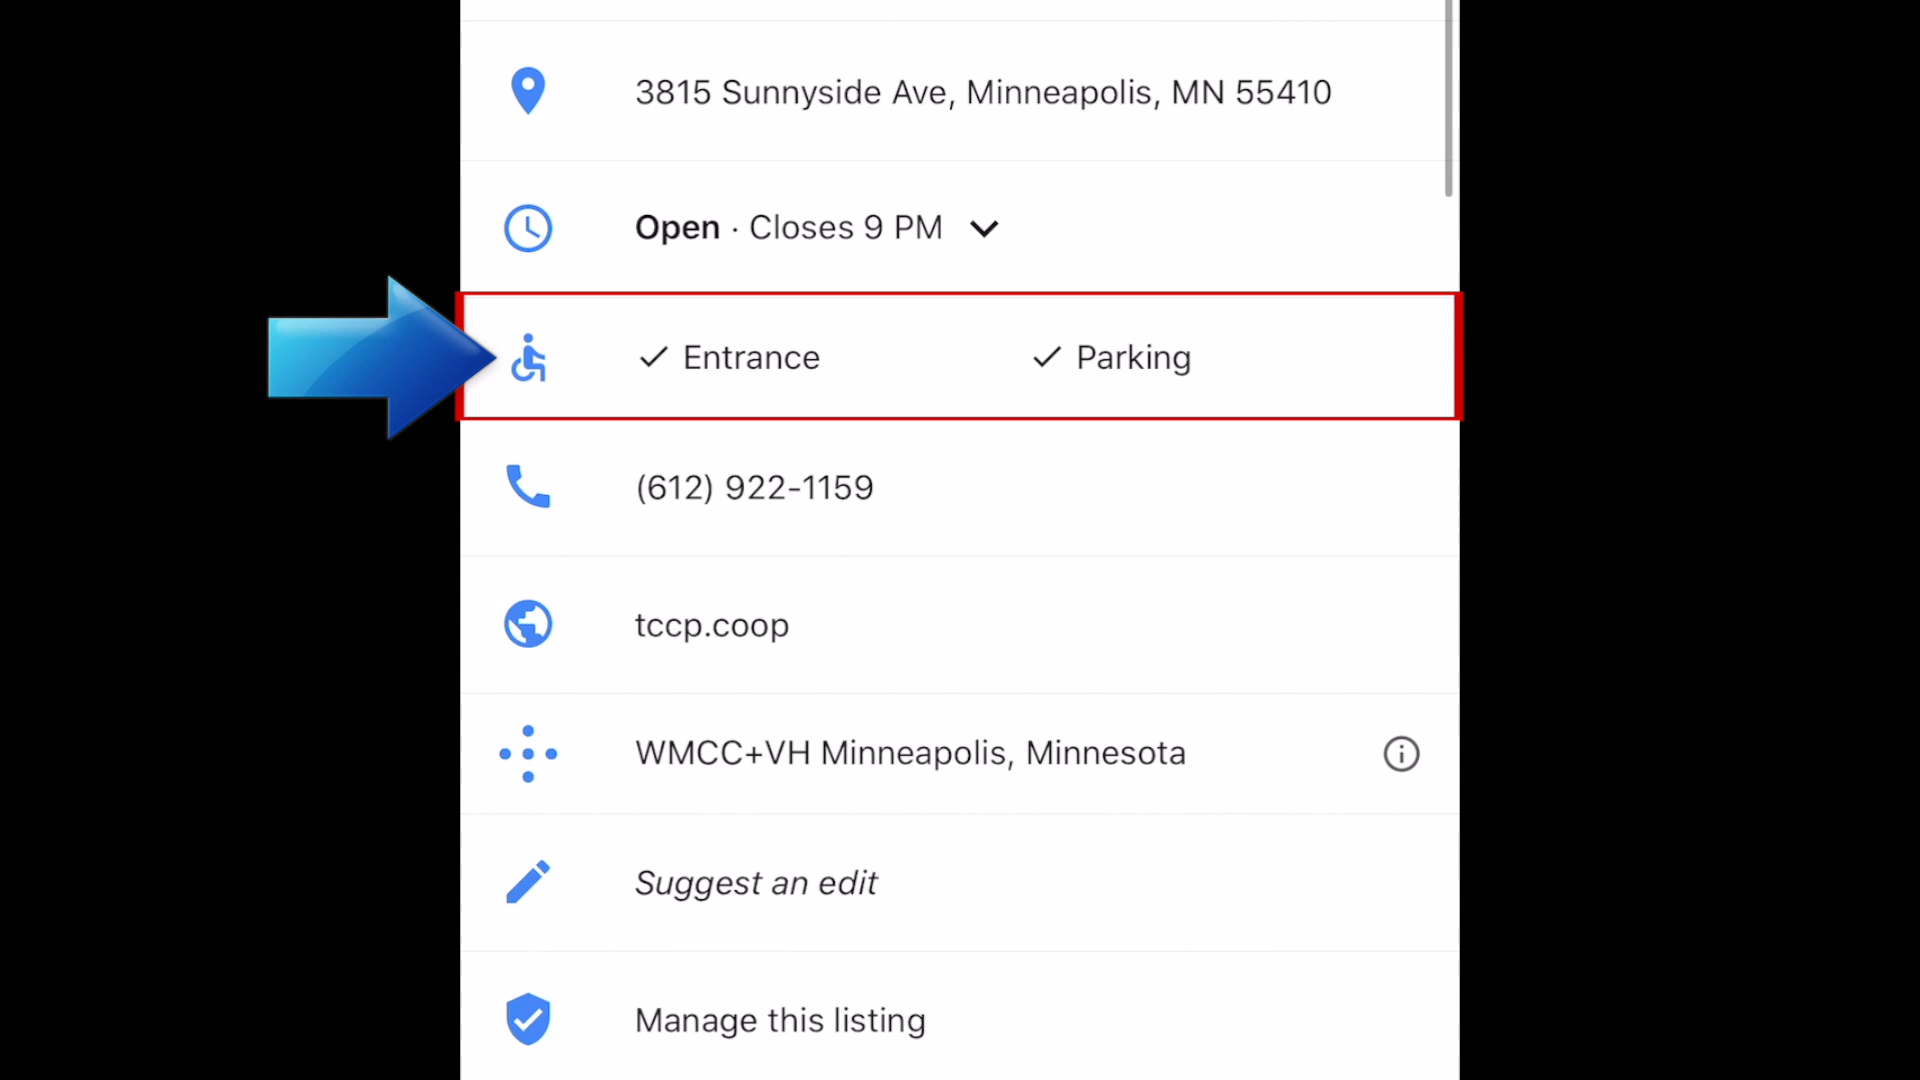 3815 Sunnyside Ave, Minneapolis, MN 55410
Open · Closes 9 PM
Entrance Parking
(612) 922-1159
tccp.coop
WMCC+VH Minneapolis, Minnesota
Suggest an edit
Manage this listing